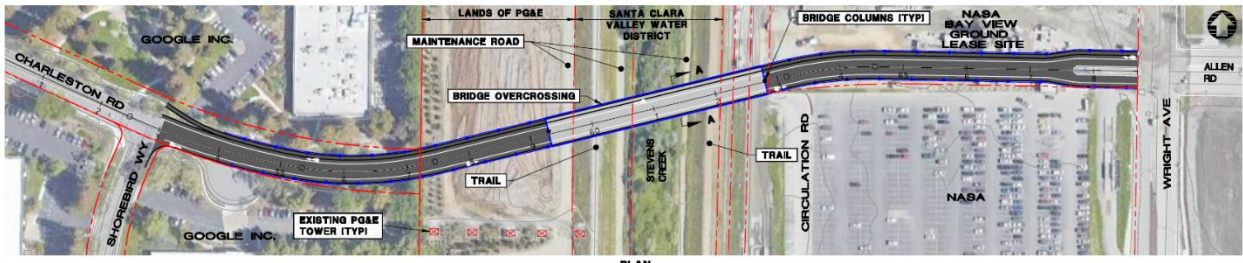 LANDS OF PG&E
SANTA CLARA
VALLEY WATER
DISTRICT
BRIDGE COLUMNS (TYP)
NASA
BAY VIEW
GROUND
LEASE SITE
GOOGLE INC.
MAINTENANCE ROAD
A
ALLEN
RD
CHARLESTON RD
BRIDGE OVERCROSSING
A
60
65
SHOREBIRD WY
TRAIL
STEVENS
CREEK
TRAIL
CIRCULATION RD
WRIGHT AVE
NASA
EXISTING PG&E
TOWER (TYP)
GOOGLE INC.